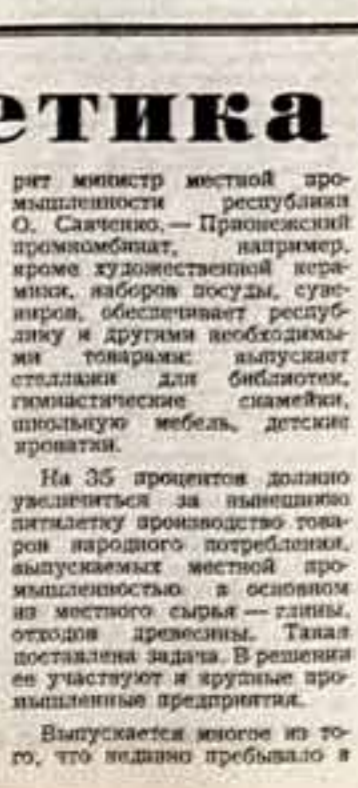 етика
рит министр местной про-
мышленности республики
О. Савченко. — Прионежский
промкомбинат, например,
кроме художественной кера-
мики, наборов посуды, суве-
ниров, обеспечивает респуб-
лику и другими необходимы-
ми товарами: выпускает
стеллажи для библиотек,
гимнастические скамейки,
школьную мебель, детские
кроватки.
На 35 процентов должно
увеличиться за нынешнюю
пятилетку производство това-
ров народного потребления,
выпускаемых местной про-
мышленностью в основном
из местного сырья — глины,
отходов древесины. Такая
поставлена задача. В решении
ее участвуют и крупные про-
мышленные предприятия.
Выпускается многое из то-
го, что недавно пребывало в